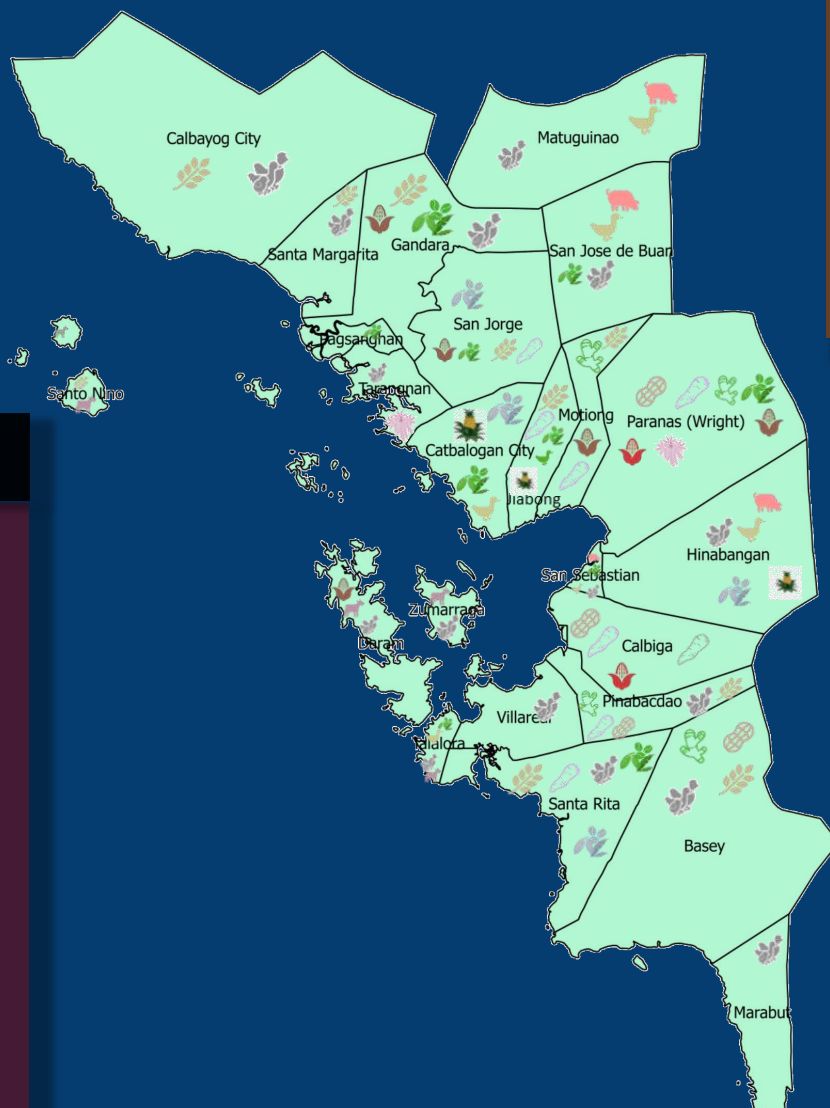 Calbayog City
Matuguinao
Santa Margarita
Gandara
San Jose de Buan
San Jorge
Pagsanghan
Tarangnan
Santo Nino
Motiong
Paranas (Wright)
Catbalogan City
Jiabong
Hinabangan
San Sebastian
Zumarraga
Daram
Calbiga
Pinabacdao
Villareal
Talalora
Santa Rita
Basey
Marabut